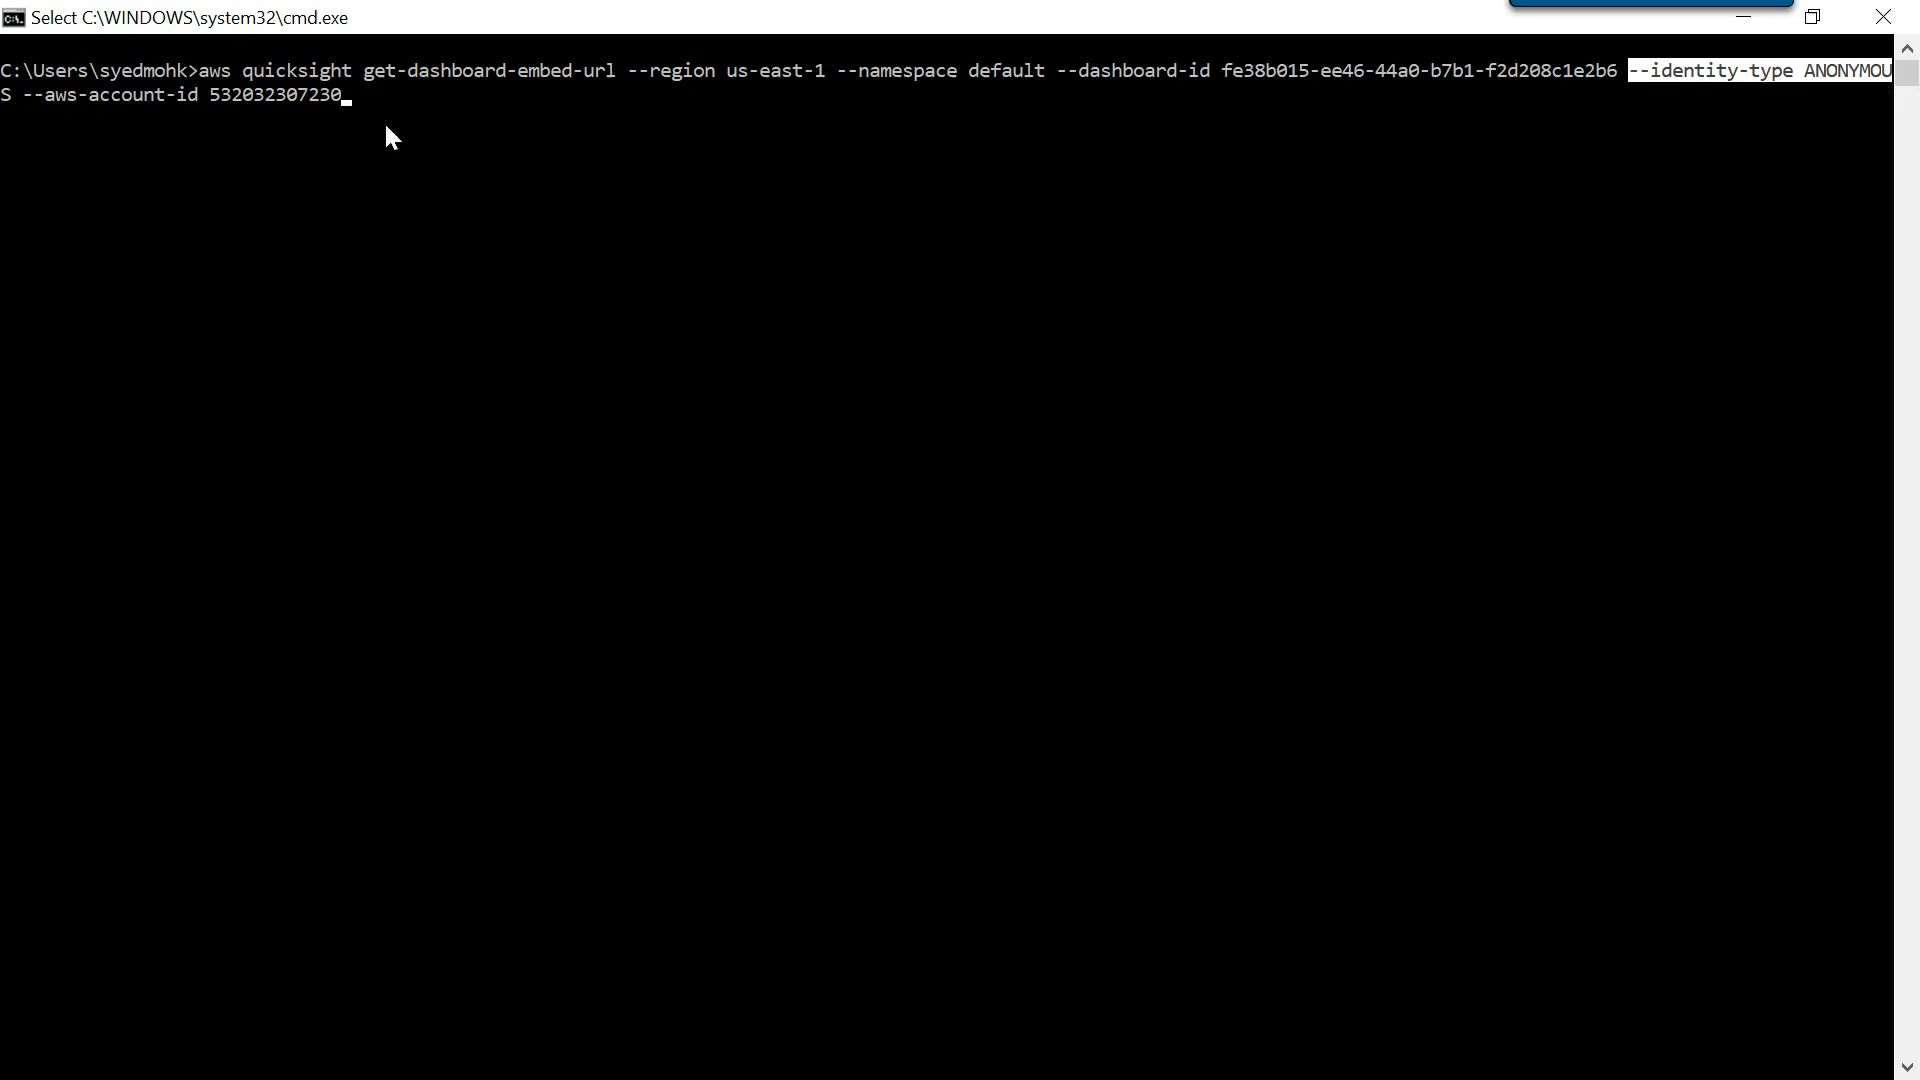 Select C:\WINDOWS\system32\cmd.exe
C:\Users\syedmohk>aws quicksight get-dashboard-embed-url --region us-east-1 --namespace default --dashboard-id fe38b015-ee46-44a0-b7b1-f2d208c1e2b6 --identity-type ANONYMOU
S --aws-account-id 532032307230